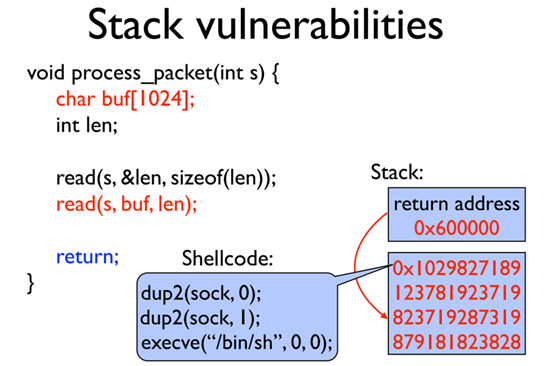 Stack vulnerabilities
void process_packet(int s) {
char buf[1024];
int len;
read(s, &len, sizeof(len));
read(s, buf, len);
return;
}
Shellcode:
dup2(sock, 0);
dup2(sock, 1);
execve(“/bin/sh”, 0, 0);
Stack:
return address
0x600000
0x1029827189
123781923719
823719287319
879181823828